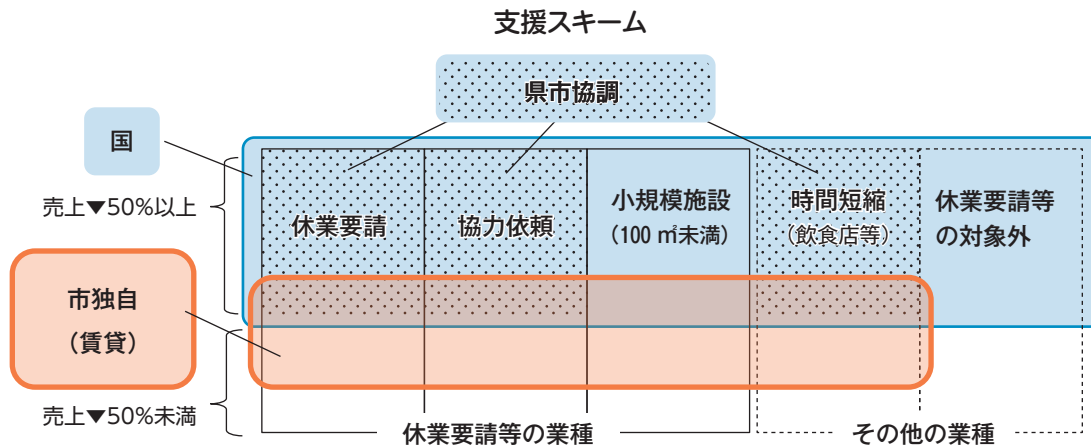 支援スキーム
県市協調
国
売上▼50%以上
休業要請
協力依頼
小規模施設
(100 ㎡未満)
時間短縮
(飲食店等)
休業要請等
の対象外
市独自
(賃貸)
売上▼50%未満
休業要請等の業種
その他の業種